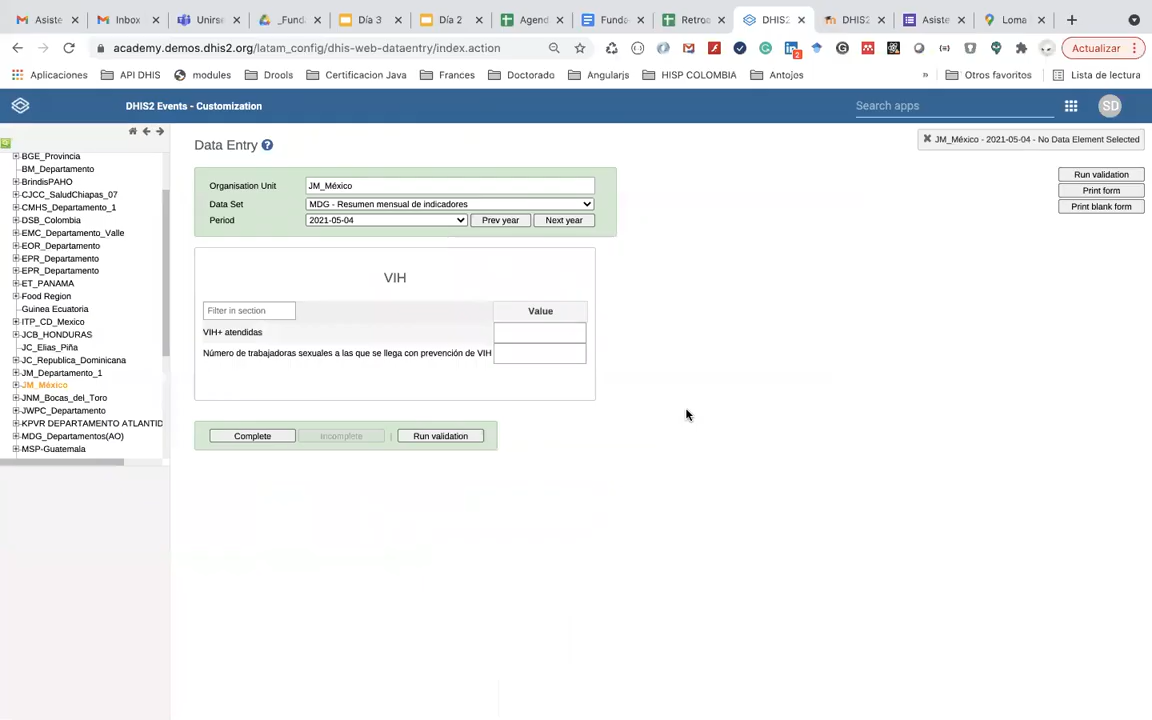 Asiste
Inbox
Unirse
_Funda
Día 3
Día 2
Agend
Funda
Retroa
DHIS2
DHIS2
Asiste
Loma
academy.demos.dhis2.org/latam_config/dhis-web-dataentry/index.action
2
Actualizar
Aplicaciones
API DHIS
modules
Drools
Certificacion Java
Frances
Doctorado
Angularjs
HISP COLOMBIA
Antojos
»
Otros favoritos
Lista de lectura
DHIS2 Events - Customization
Search apps
SD
BGE_Provincia
BM_Departamento
BrindisPAHO
CJCC_SaludChiapas_07
CMHS_Departamento_1
DSB_Colombia
EMC_Departamento_Valle
EOR_Departamento
EPR_Departamento
EPR_Departamento
ET_PANAMA
Food Region
Guinea Ecuatoria
ITP_CD_Mexico
JCB_HONDURAS
JC_Elias_Piña
JC_Republica_Dominicana
JM_Departamento_1
JM_México
JNM_Bocas_del_Toro
JWPC_Departamento
KPVR DEPARTAMENTO ATLANTID
MDG_Departamentos(AO)
MSP-Guatemala
Data Entry ?
JM_México - 2021-05-04 - No Data Element Selected
Organisation Unit JM_México
Data Set MDG - Resumen mensual de indicadores
Period 2021-05-04 Prev year Next year
Run validation
Print form
Print blank form
VIH
Filter in section Value
VIH+ atendidas
Número de trabajadoras sexuales a las que se llega con prevención de VIH
Complete Incomplete | Run validation